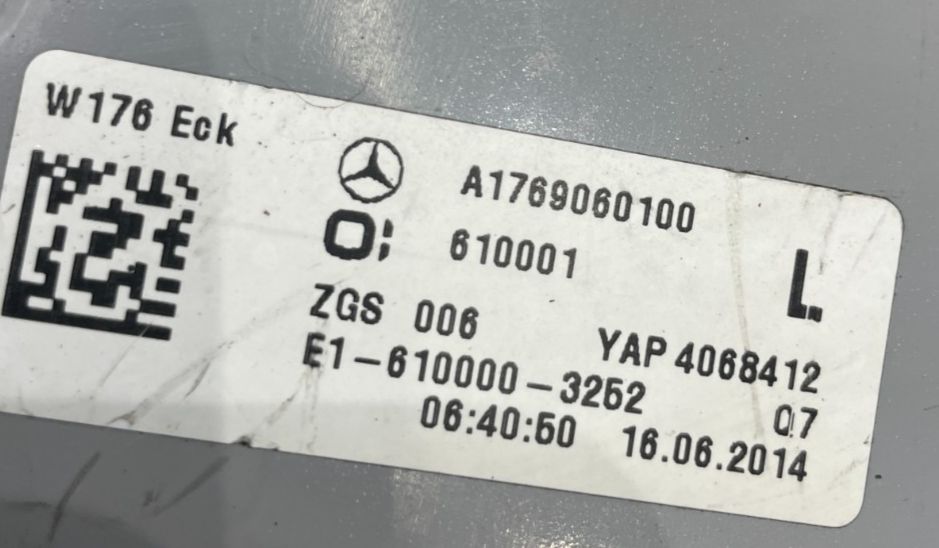 W176 Eck
A1769060100
610001
L.
ZGS 006
YAP 4068412
E1-610000-3252
07
06:40:50 16.06.2014